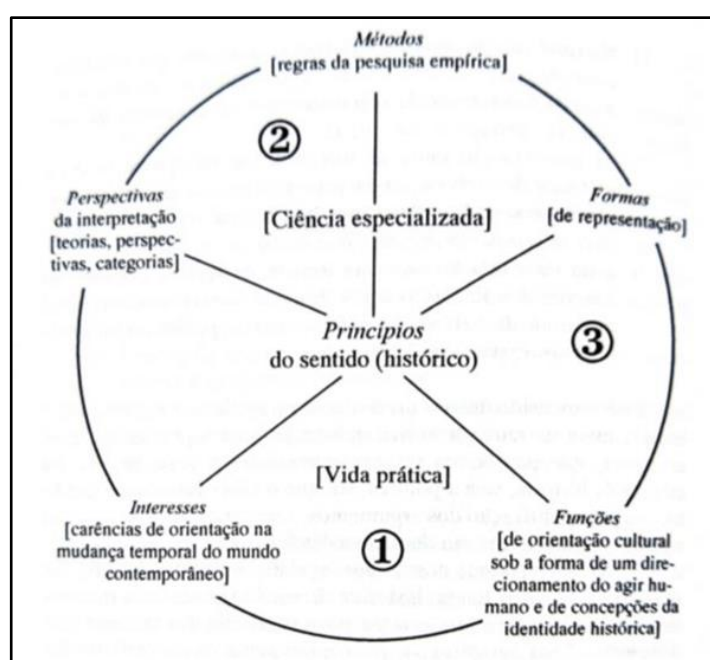 Métodos
[regras da pesquisa empírica]
②
Perspectivas
da interpretação
[teorias, perspec-
tivas, categorias]
Formas
[de representação]
[Ciência especializada]
Princípios
do sentido (histórico)
③
[Vida prática]
Interesses
[carências de orientação na
mudança temporal do mundo
contemporâneo]
①
Funções
[de orientação cultural
sob a forma de um dire-
cionamento do agir hu-
mano e de concepções da
identidade histórica]